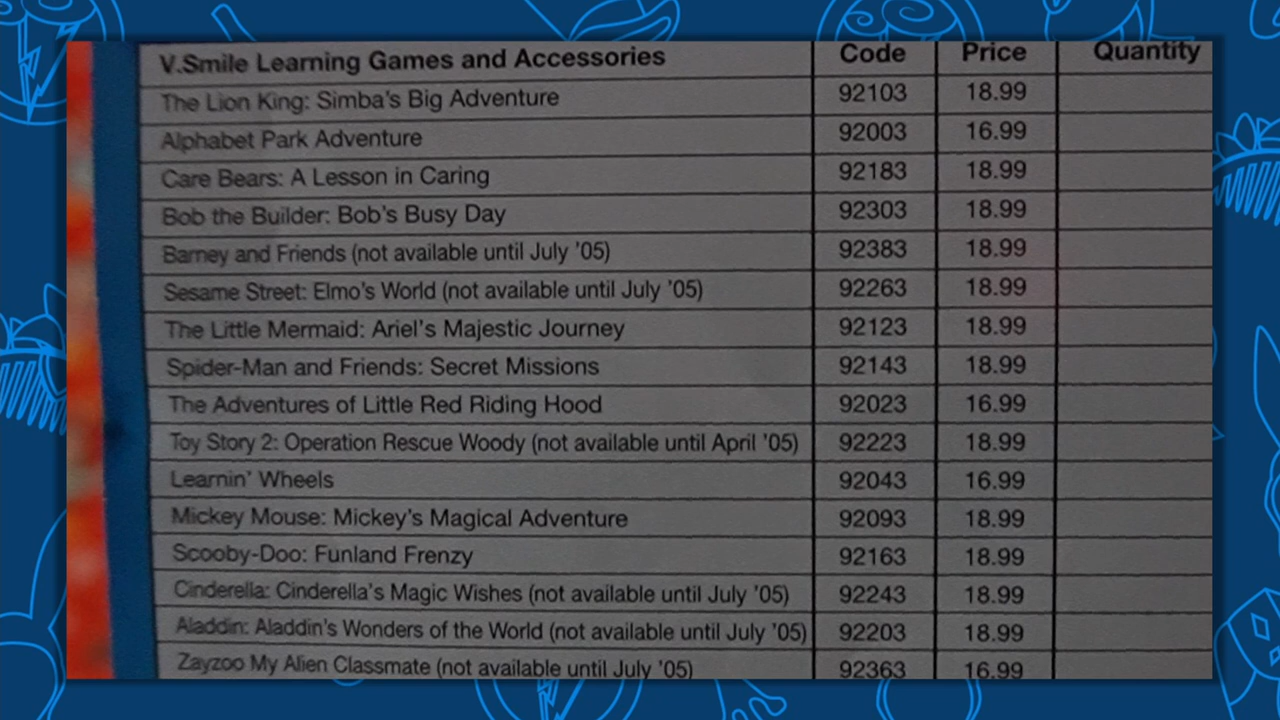 V.Smile Learning Games and Accessories Code Price Quantity
The Lion King: Simba's Big Adventure 92103 18.99
Alphabet Park Adventure 92003 16.99
Care Bears: A Lesson in Caring 92183 18.99
Bob the Builder: Bob's Busy Day 92303 18.99
Barney and Friends (not available until July '05) 92383 18.99
Sesame Street: Elmo's World (not available until July '05) 92263 18.99
The Little Mermaid: Ariel's Majestic Journey 92123 18.99
Spider-Man and Friends: Secret Missions 92143 18.99
The Adventures of Little Red Riding Hood 92023 16.99
Toy Story 2: Operation Rescue Woody (not available until April '05) 92223 18.99
Learnin' Wheels 92043 16.99
Mickey Mouse: Mickey's Magical Adventure 92093 18.99
Scooby-Doo: Funland Frenzy 92163 18.99
Cinderella: Cinderella's Magic Wishes (not available until July '05) 92243 18.99
Aladdin: Aladdin's Wonders of the World (not available until July '05) 92203 18.99
Zayzoo My Alien Classmate (not available until July '05) 92363 16.99